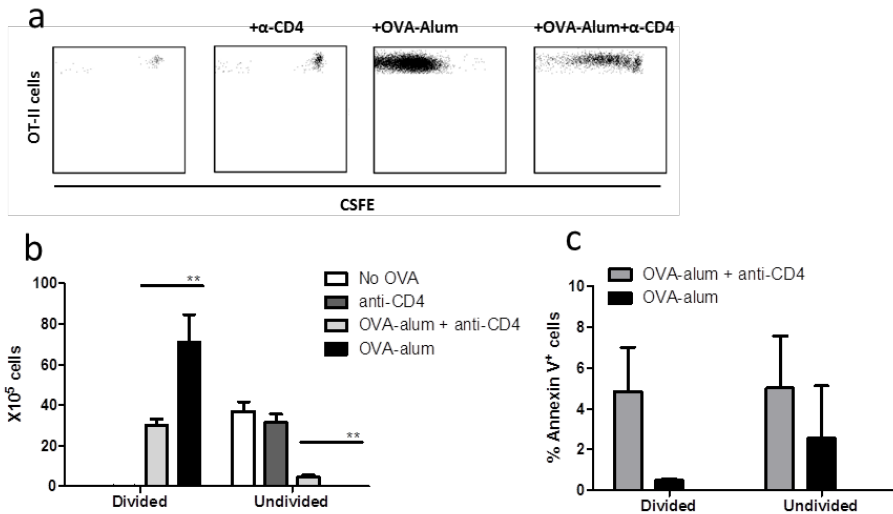 a
+α-CD4
+OVA-Alum
+OVA-Alum+α-CD4
OT-II cells
CSFE
b
X10⁵ cells
100
80
60
40
20
0
**
**
Divided
Undivided
No OVA
anti-CD4
OVA-alum + anti-CD4
OVA-alum
c
OVA-alum + anti-CD4
OVA-alum
% Annexin V⁺ cells
10
8
6
4
2
0
Divided
Undivided